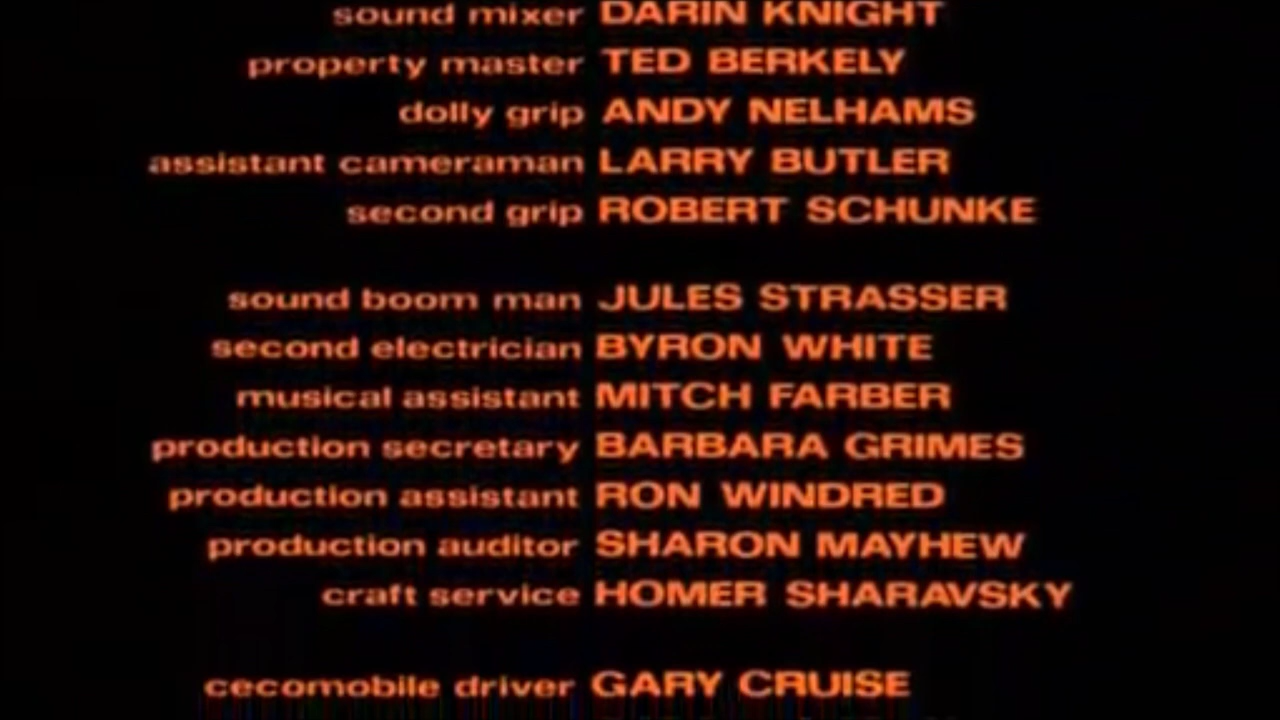 sound mixer DARIN KNIGHT
property master TED BERKELY
dolly grip ANDY NELHAMS
assistant cameraman LARRY BUTLER
second grip ROBERT SCHUNKE
sound boom man JULES STRASSER
second electrician BYRON WHITE
musical assistant MITCH FARBER
production secretary BARBARA GRIMES
production assistant RON WINDRED
production auditor SHARON MAYHEW
craft service HOMER SHARAVSKY
cecomobile driver GARY CRUISE